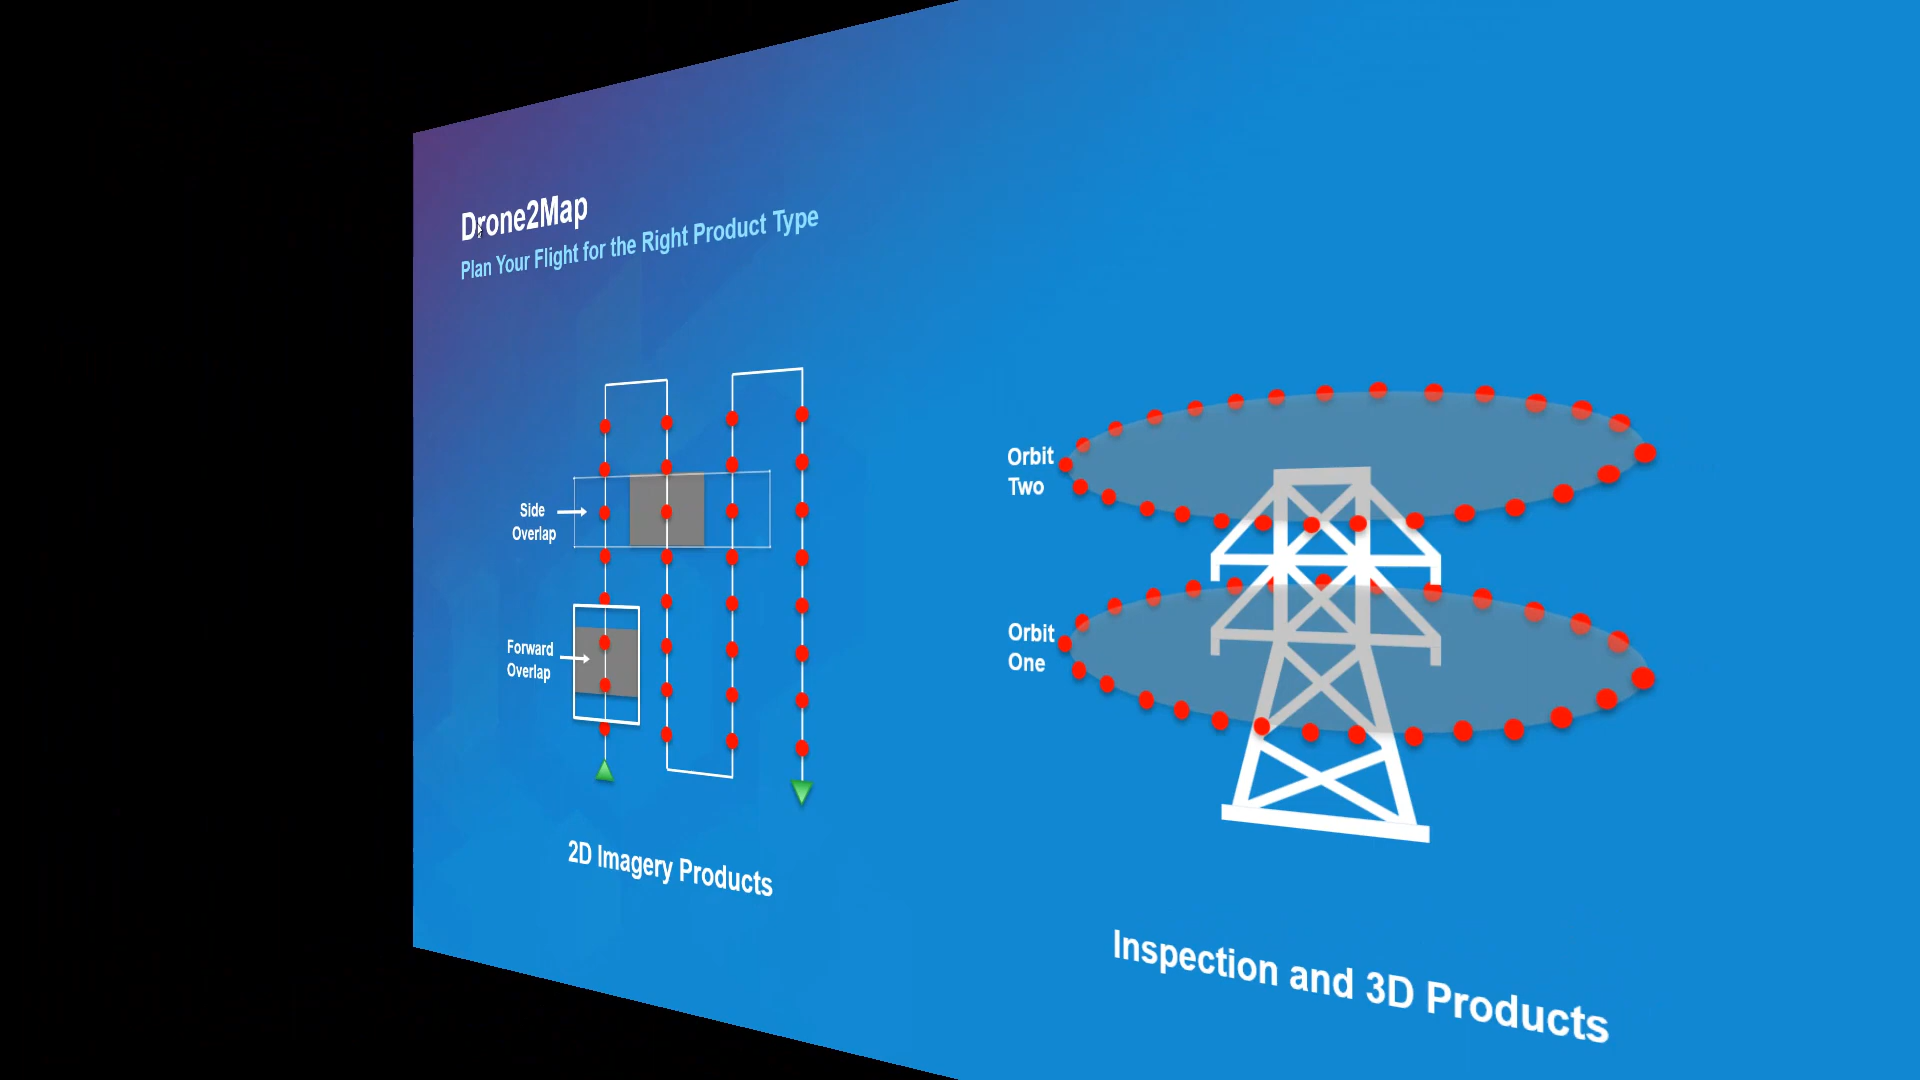 Drone2Map
Plan Your Flight for the Right Product Type
Side
Overlap
Forward
Overlap
2D Imagery Products
Orbit
Two
Orbit
One
Inspection and 3D Products